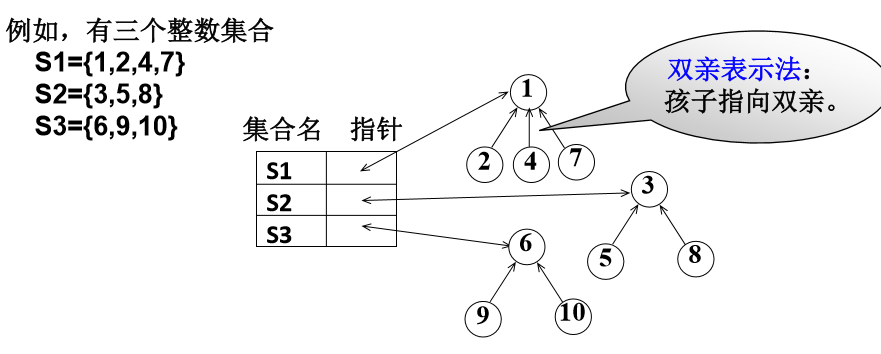 例如，有三个整数集合
S1={1,2,4,7}
S2={3,5,8}
S3={6,9,10}
双亲表示法：
孩子指向双亲。
集合名 指针
S1
S2
S3
1
2 4 7
3
5 8
6
9 10